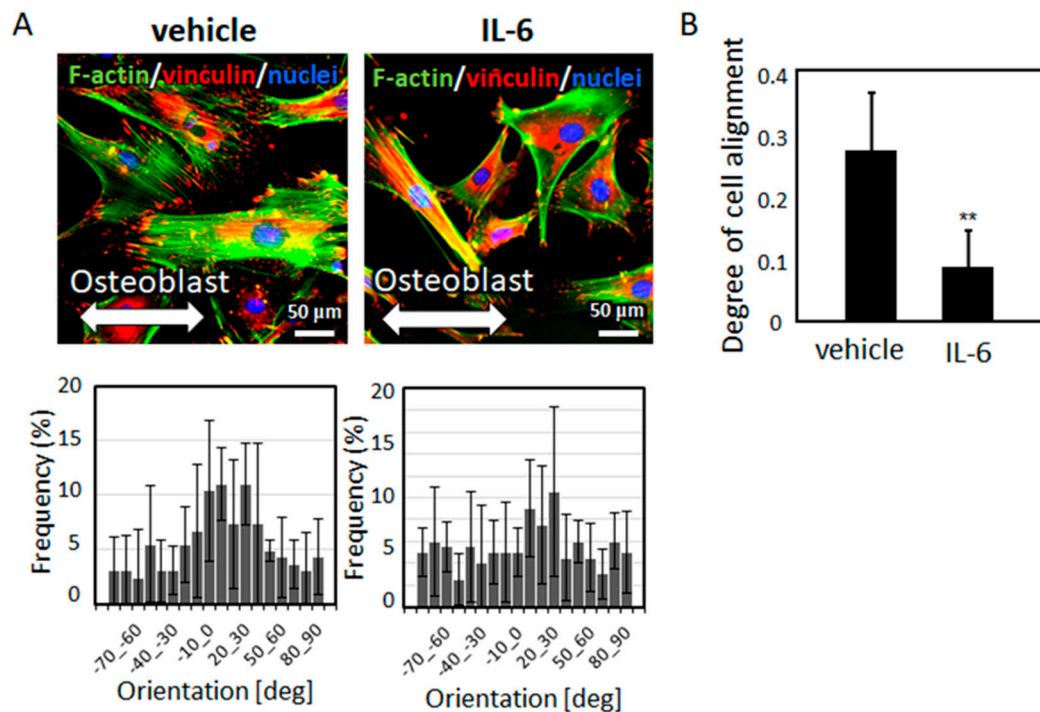 A
vehicle
IL-6
F-actin/vinculin/nuclei
F-actin/vinculin/nuclei
Osteoblast
50 µm
Osteoblast
50 µm
Frequency (%)
20
15
10
5
0
-70_-60
-40_-30
-10_0
20_30
50_60
80_90
Orientation [deg]
Frequency (%)
20
15
10
5
0
-70_-60
-40_-30
-10_0
20_30
50_60
80_90
Orientation [deg]
B
Degree of cell alignment
0.4
0.3
0.2
0.1
0
**
vehicle
IL-6